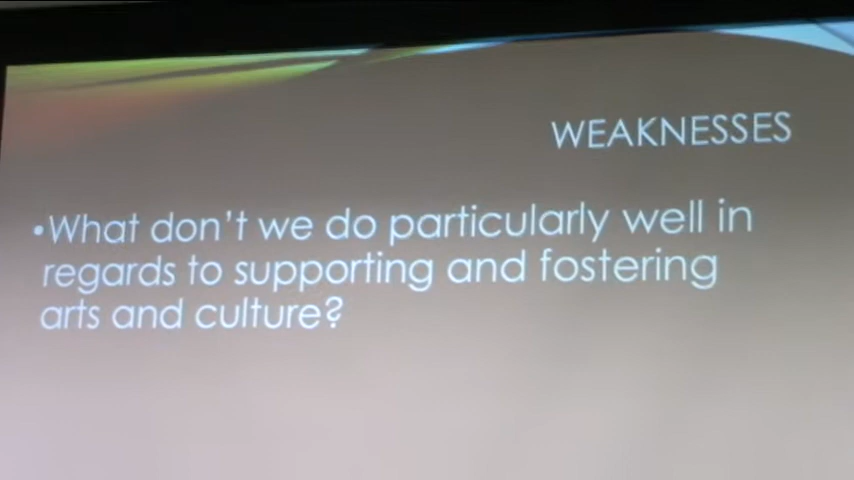 WEAKNESSES
•What don't we do particularly well in
regards to supporting and fostering
arts and culture?